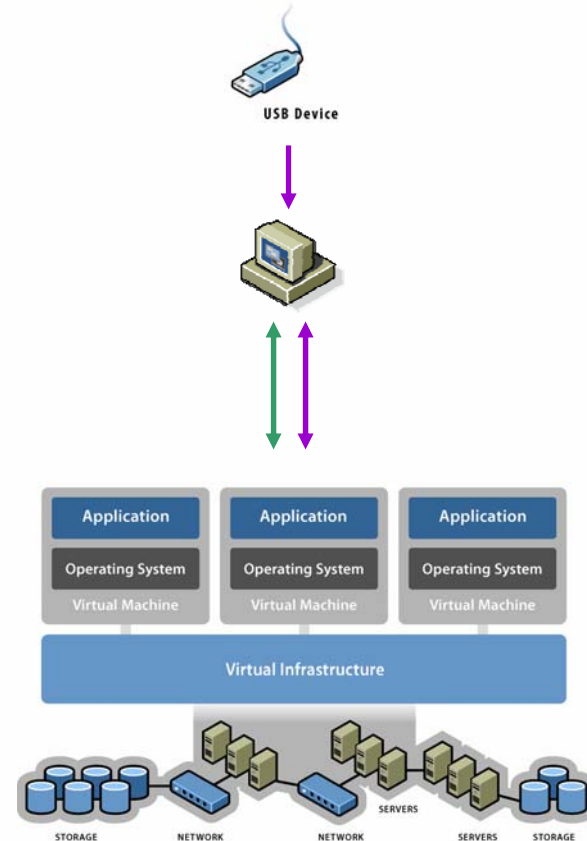 USB Device
Application
Application
Application
Operating System
Operating System
Operating System
Virtual Machine
Virtual Machine
Virtual Machine
Virtual Infrastructure
SERVERS
STORAGE
NETWORK
NETWORK
SERVERS
STORAGE